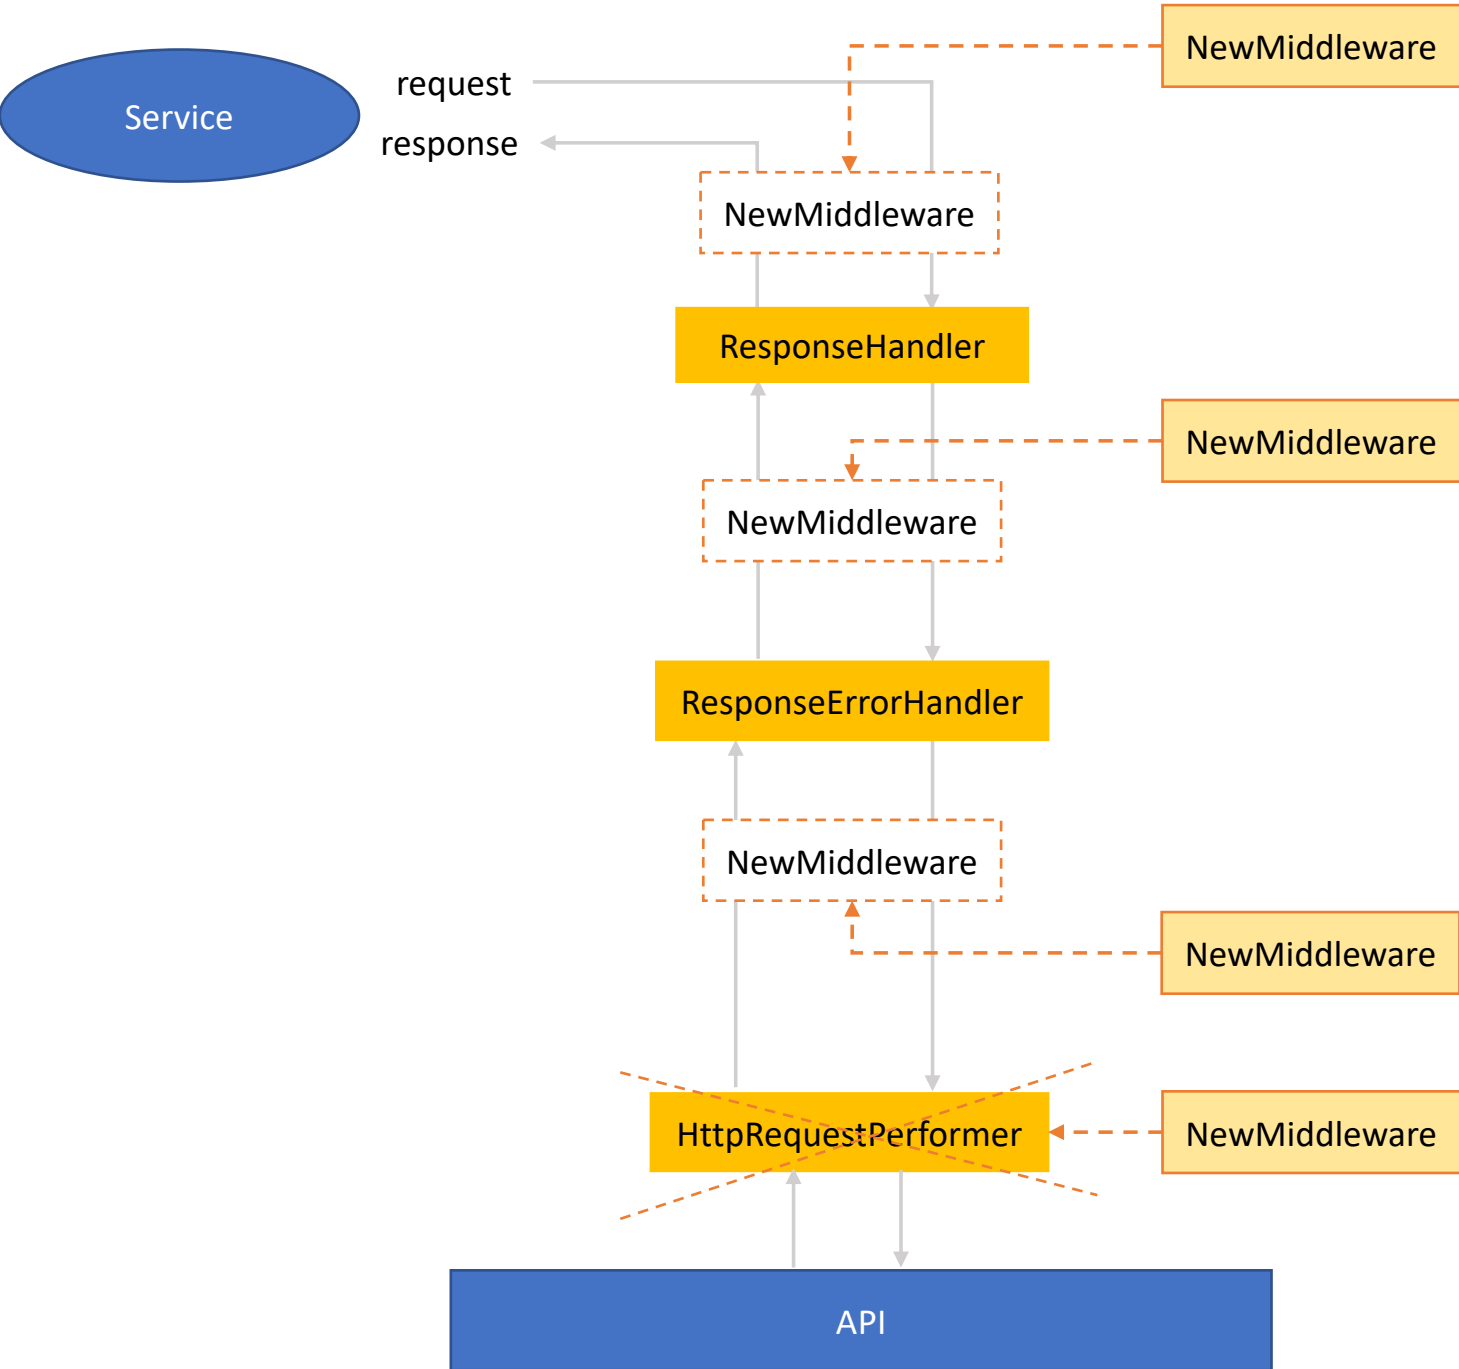 NewMiddleware
request
Service
response
NewMiddleware
ResponseHandler
NewMiddleware
NewMiddleware
ResponseErrorHandler
NewMiddleware
NewMiddleware
HttpRequestPerformer
NewMiddleware
API